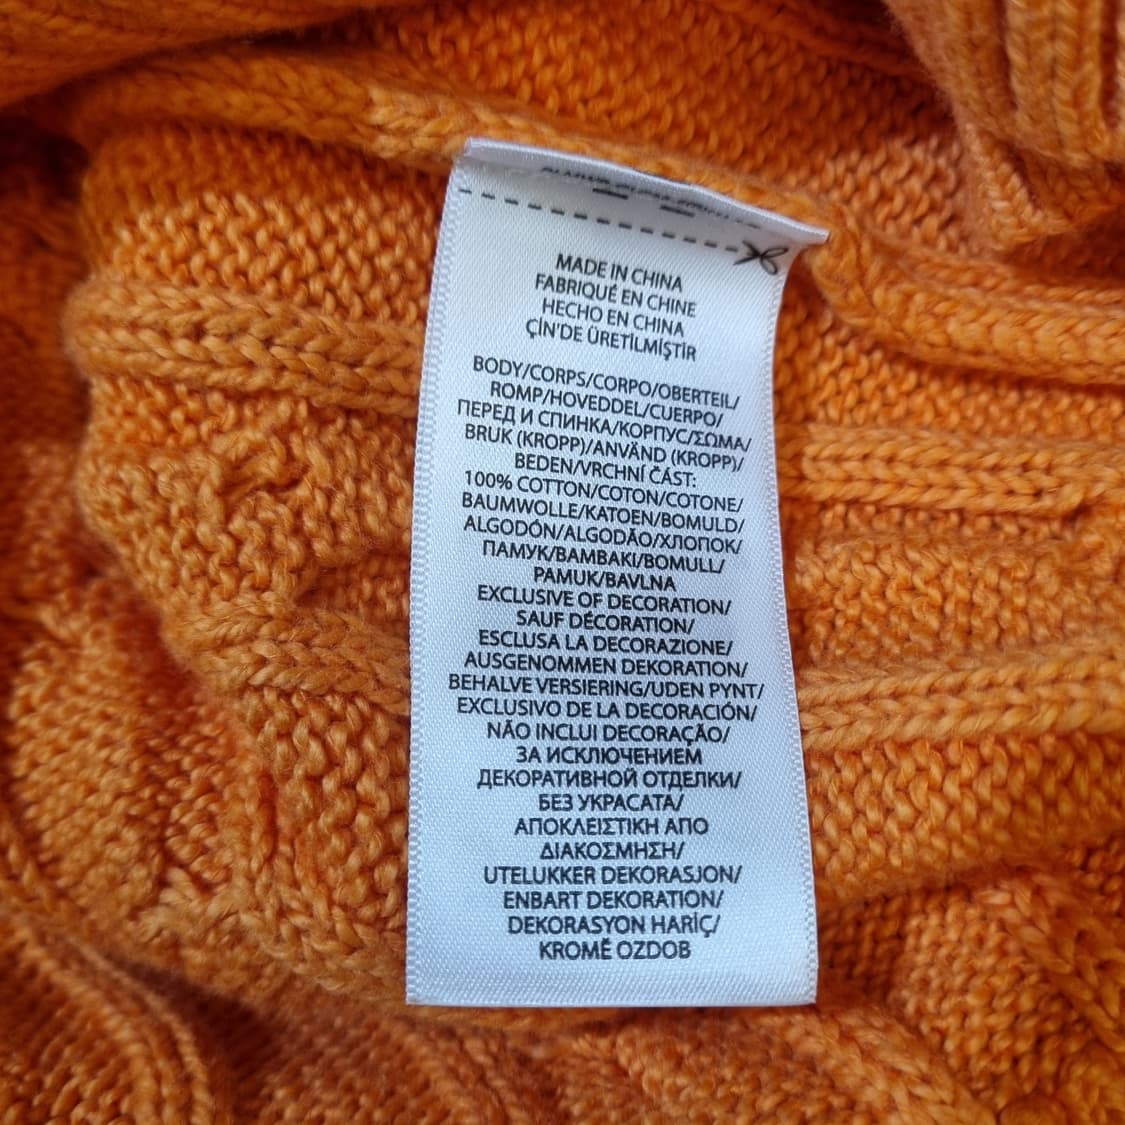 MADE IN CHINA
FABRIQUÉ EN CHINE
HECHO EN CHINA
ÇİN'DE ÜRETİLMİŞTİR
BODY/CORPS/CORPO/OBERTEIL/
ROMP/HOVEDDEL/CUERPO/
ПЕРЕД И СПИНКА/КОРПУС/ΣΩΜΑ/
BRUK (KROPP)/ANVÄND (KROPP)/
BEDEN/VRCHNÍ ČÁST:
100% COTTON/COTON/COTONE/
BAUMWOLLE/KATOEN/BOMULD/
ALGODÓN/ALGODÃO/ХЛОПОК/
ПАМУК/ΒΑΜΒΑΚΙ/BOMULL/
PAMUK/BAVLNA
EXCLUSIVE OF DECORATION/
SAUF DÉCORATION/
ESCLUSA LA DECORAZIONE/
AUSGENOMMEN DEKORATION/
BEHALVE VERSIERING/UDEN PYNT/
EXCLUSIVO DE LA DECORACIÓN/
NÃO INCLUI DECORAÇÃO/
ЗА ИСКЛЮЧЕНИЕМ
ДЕКОРАТИВНОЙ ОТДЕЛКИ/
БЕЗ УКРАСАТА/
ΑΠΟΚΛΕΙΣΤΙΚΗ ΑΠΟ
ΔΙΑΚΟΣΜΗΣΗ/
UTELUKKER DEKORASJON/
ENBART DEKORATION/
DEKORASYON HARİÇ/
KROMĚ OZDOB